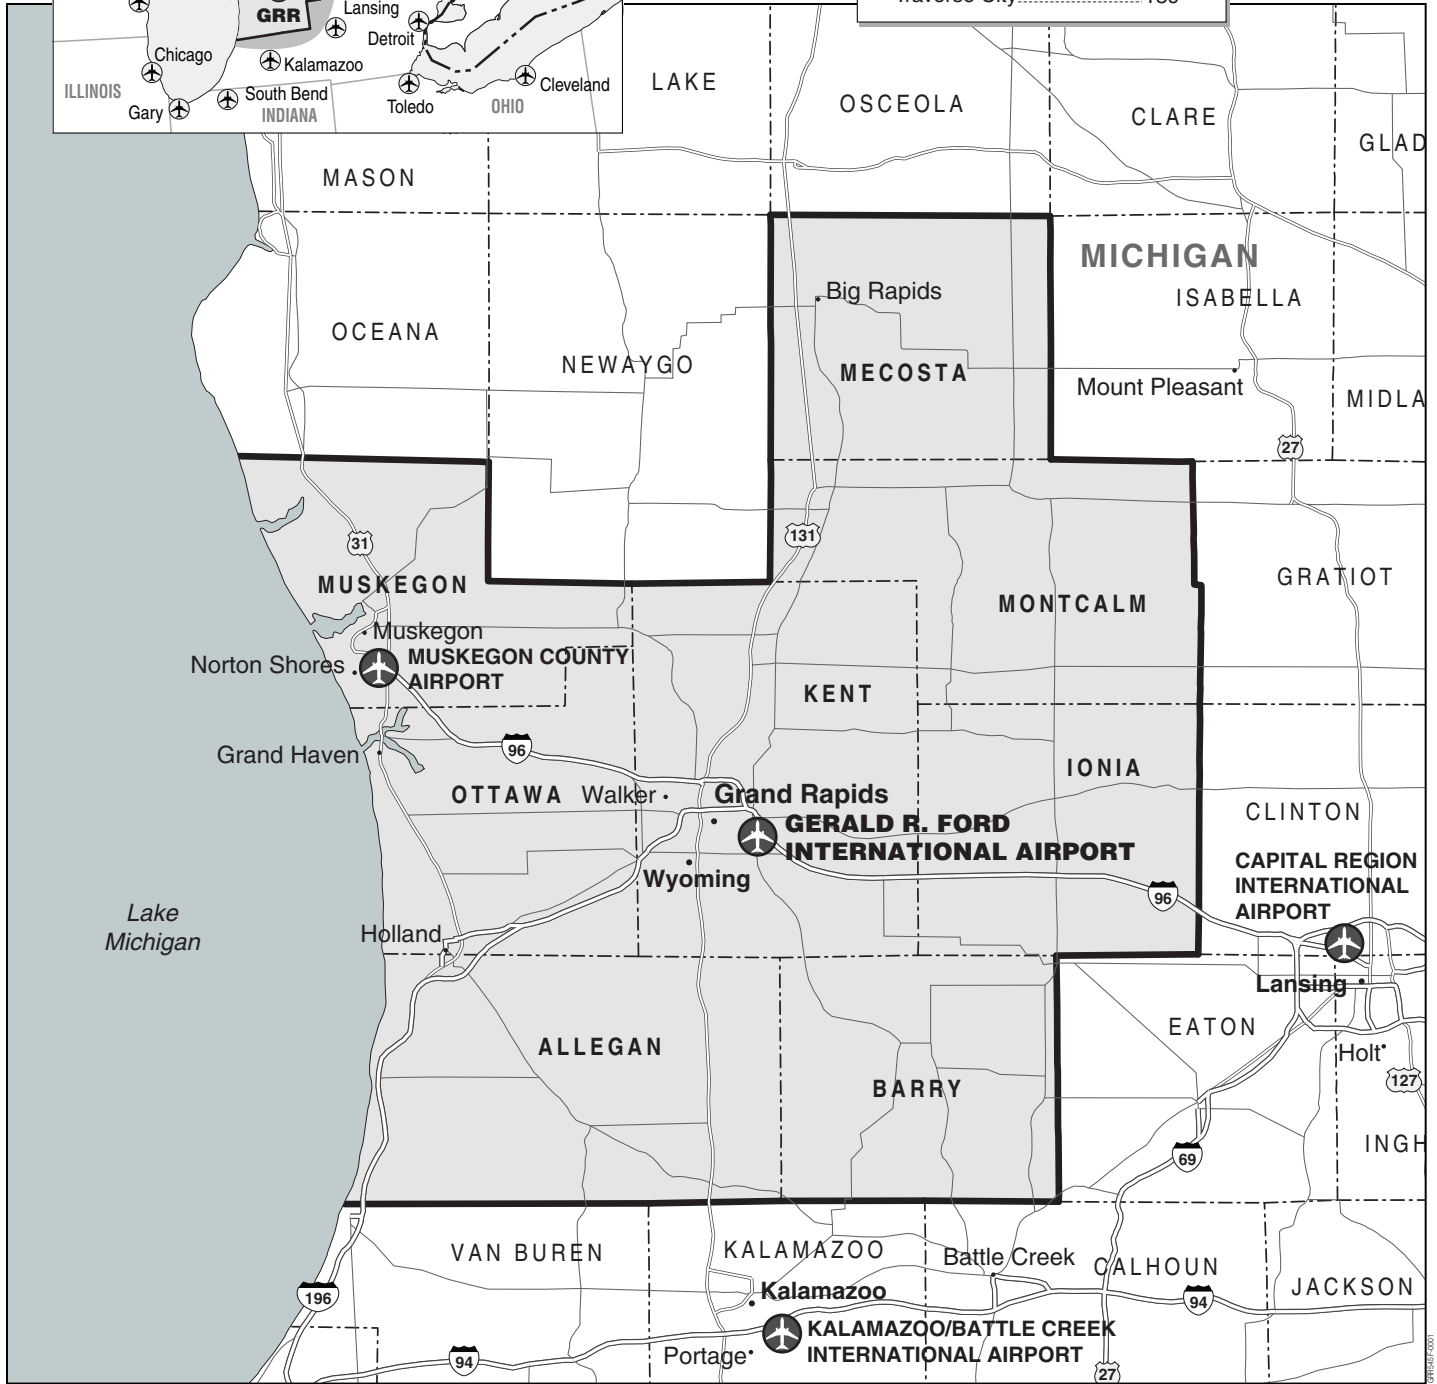 GRR
Lansing
Detroit
Chicago
Kalamazoo
ILLINOIS
South Bend
Cleveland
Gary
INDIANA
Toledo
OHIO
LAKE
OSCEOLA
CLARE
GLAD
MASON
MICHIGAN
ISABELLA
Big Rapids
OCEANA
NEWAYGO
MECOSTA
Mount Pleasant
MIDLA
27
131
31
GRATIOT
MUSKEGON
MONTCALM
Muskegon
Norton Shores
MUSKEGON COUNTY
AIRPORT
KENT
Grand Haven
96
IONIA
OTTAWA
Walker
Grand Rapids
GERALD R. FORD
INTERNATIONAL AIRPORT
CLINTON
Wyoming
CAPITAL REGION
INTERNATIONAL
AIRPORT
96
Lake
Michigan
Holland
Lansing
EATON
ALLEGAN
Holt
127
BARRY
INGH
69
VAN BUREN
KALAMAZOO
Battle Creek
CALHOUN
JACKSON
196
Kalamazoo
94
KALAMAZOO/BATTLE CREEK
INTERNATIONAL AIRPORT
Portage
94
27